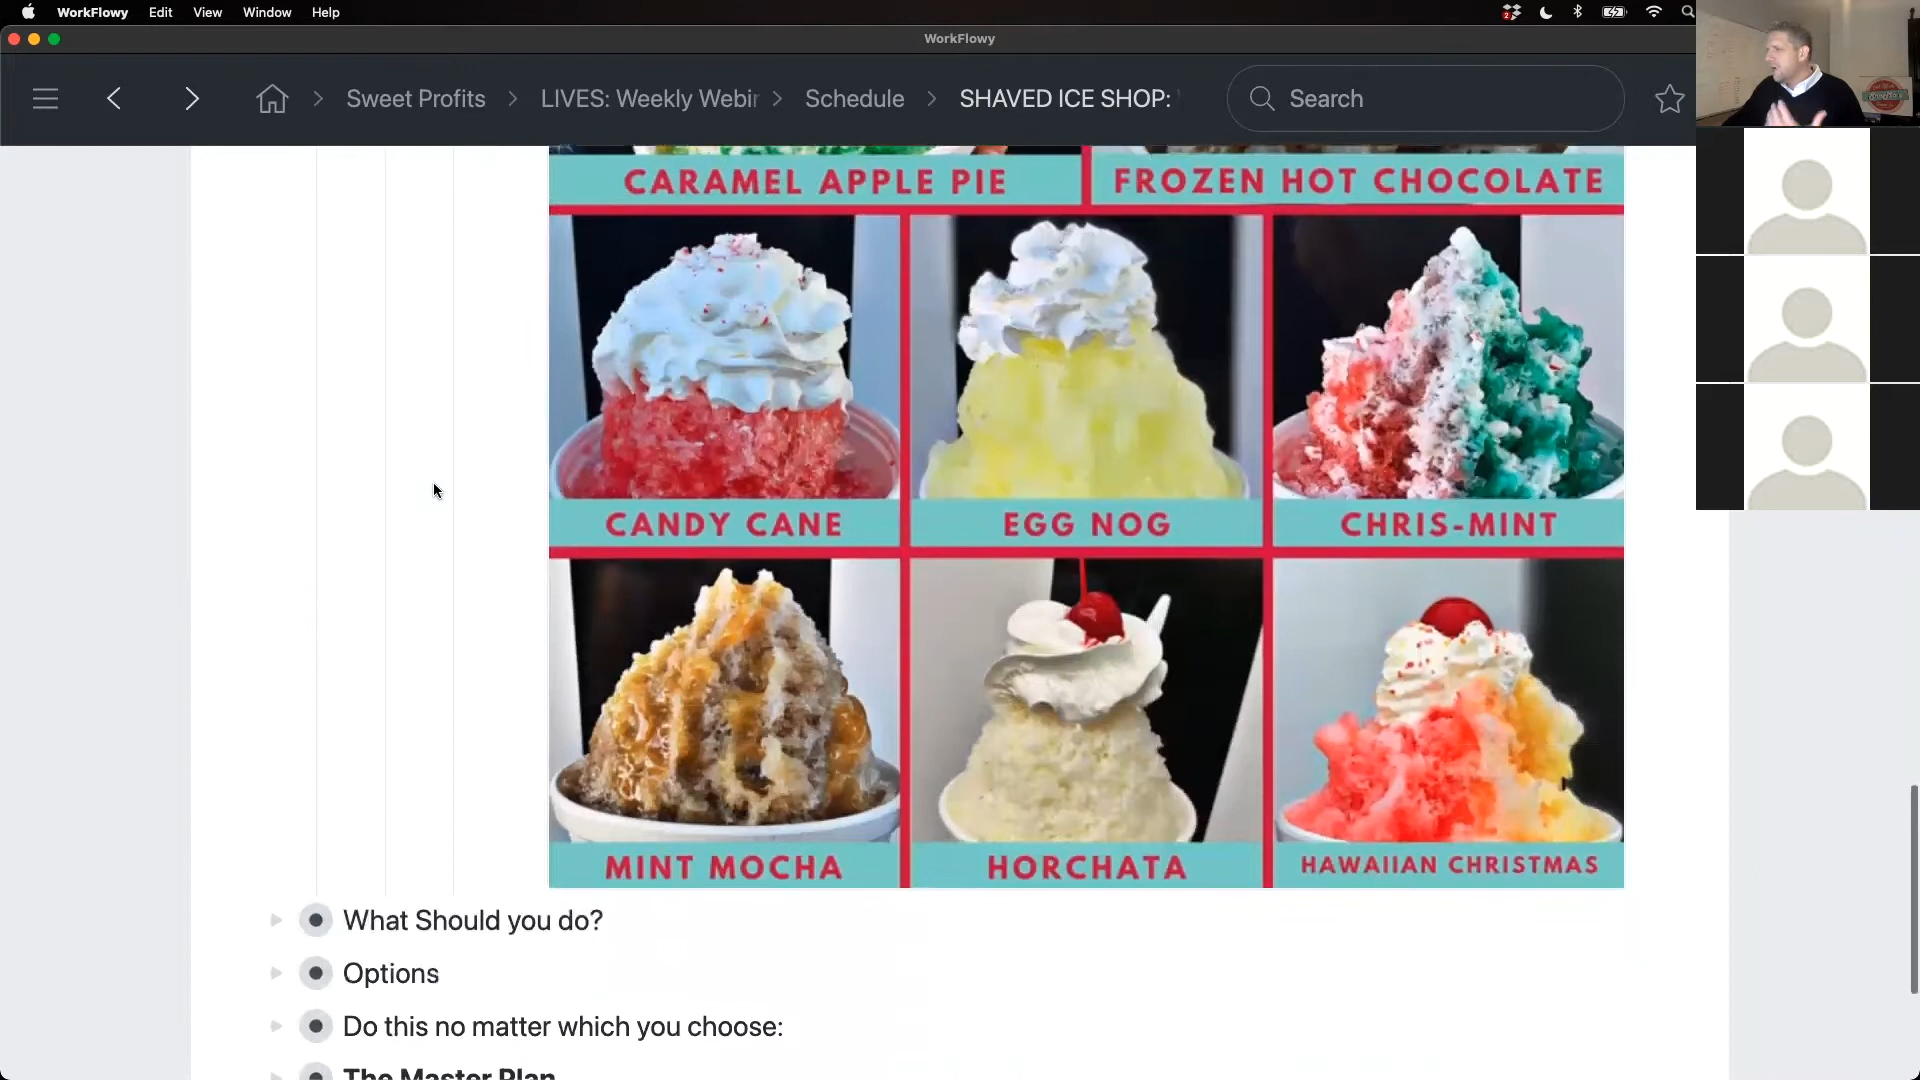 WorkFlowy Edit View Window Help
2
WorkFlowy
Sweet Profits LIVES: Weekly Webir Schedule SHAVED ICE SHOP: Search
CARAMEL APPLE PIE FROZEN HOT CHOCOLATE
CANDY CANE EGG NOG CHRIS-MINT
MINT MOCHA HORCHATA HAWAIIAN CHRISTMAS
What Should you do?
Options
Do this no matter which you choose:
The Master Plan